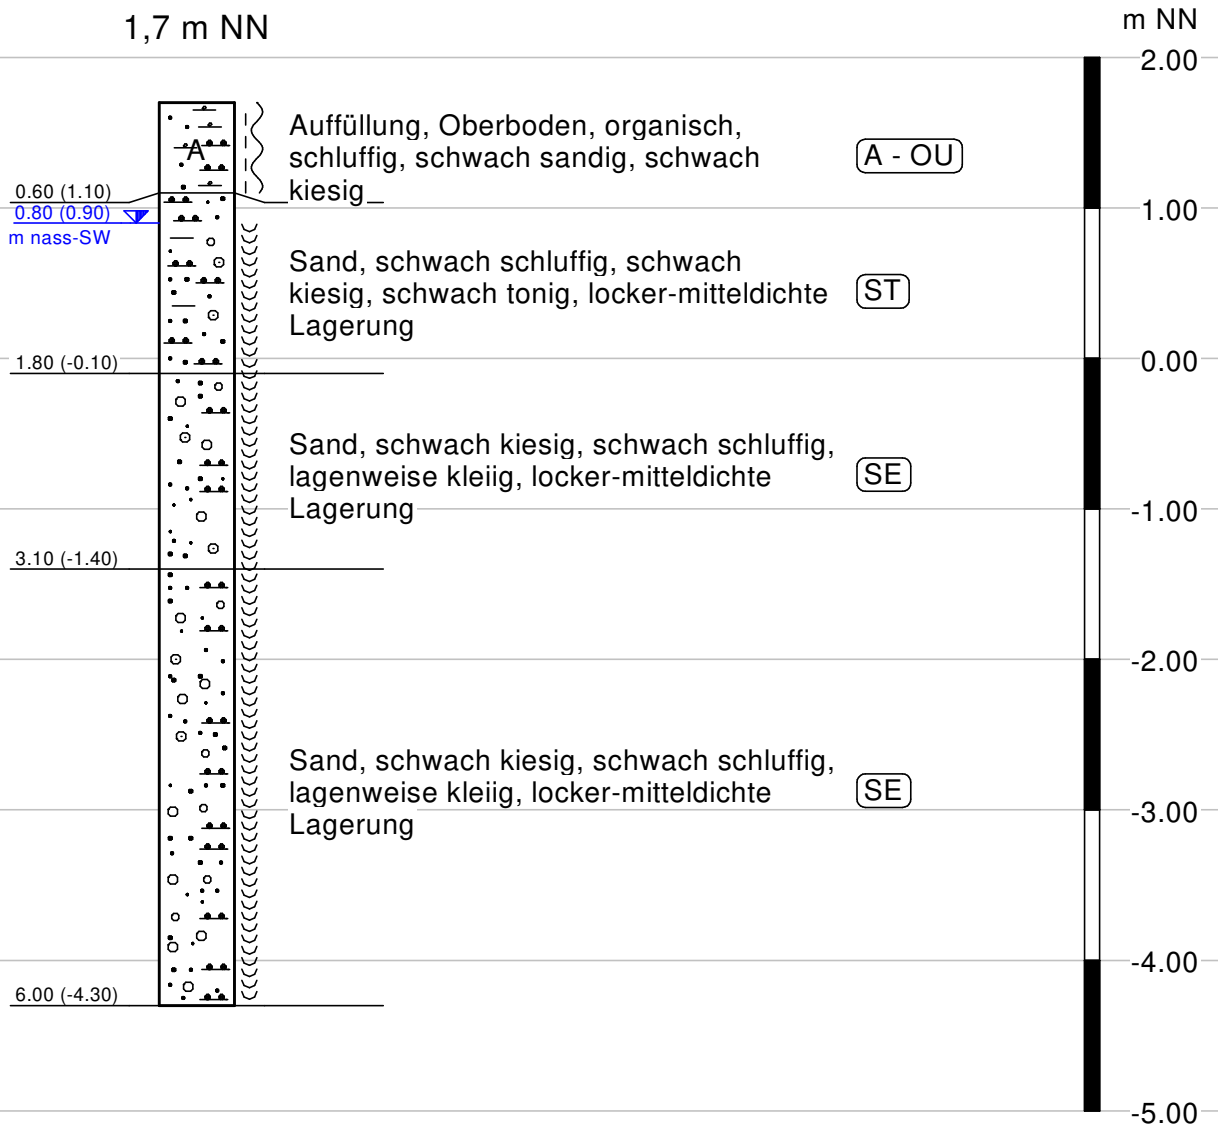 1,7 m NN
m NN
2.00
Auffüllung, Oberboden, organisch,
schluffig, schwach sandig, schwach
kiesig
A - OU
A
0.60 (1.10)
0.80 (0.90)
m nass-SW
1.00
Sand, schwach schluffig, schwach
kiesig, schwach tonig, locker-mitteldichte
Lagerung
ST
1.80 (-0.10)
0.00
Sand, schwach kiesig, schwach schluffig,
lagenweise kleiig, locker-mitteldichte
Lagerung
SE
-1.00
3.10 (-1.40)
-2.00
Sand, schwach kiesig, schwach schluffig,
lagenweise kleiig, locker-mitteldichte
Lagerung
SE
-3.00
-4.00
6.00 (-4.30)
-5.00